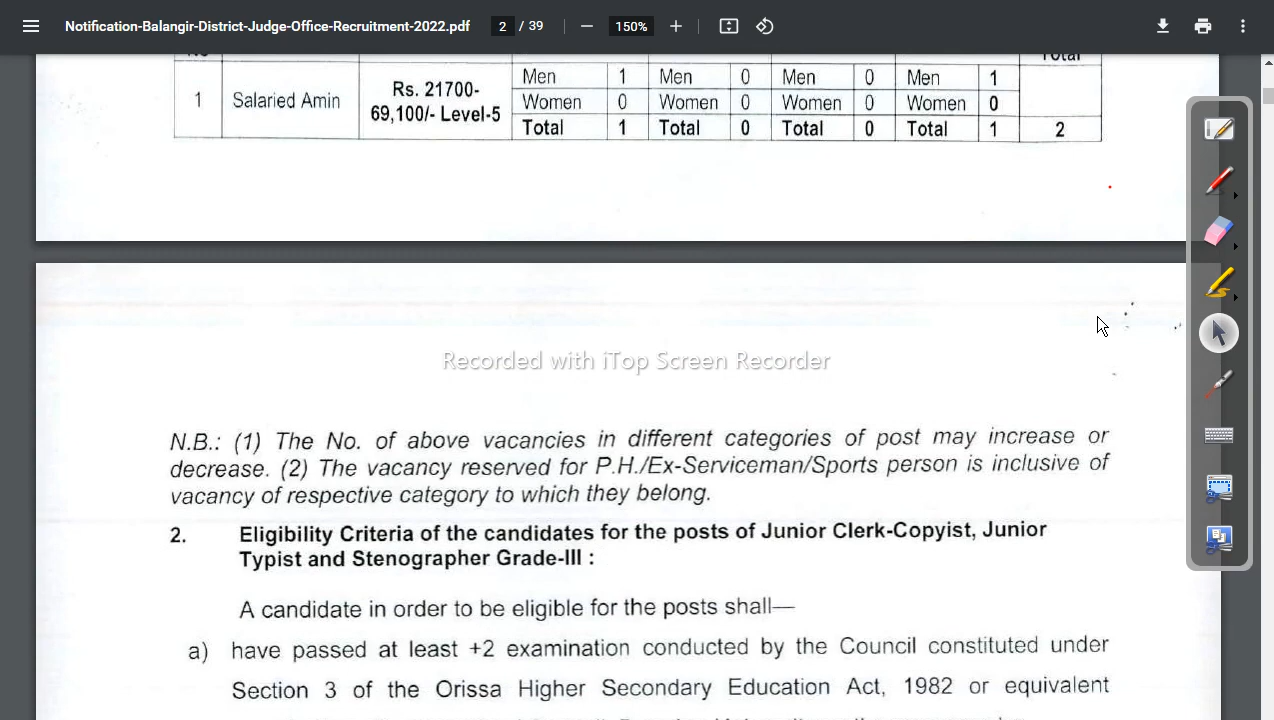 Notification-Balangir-District-Judge-Office-Recruitment-2022.pdf 2 / 39 150%
Total
1 Salaried Amin Rs. 21700-69,100/- Level-5 Men 1 Men 0 Men 0 Men 1
Women 0 Women 0 Women 0 Women 0
Total 1 Total 0 Total 0 Total 1 2
Recorded with iTop Screen Recorder
N.B.: (1) The No. of above vacancies in different categories of post may increase or
decrease. (2) The vacancy reserved for P.H./Ex-Serviceman/Sports person is inclusive of
vacancy of respective category to which they belong.
2. Eligibility Criteria of the candidates for the posts of Junior Clerk-Copyist, Junior
Typist and Stenographer Grade-III :
A candidate in order to be eligible for the posts shall—
a) have passed at least +2 examination conducted by the Council constituted under
Section 3 of the Orissa Higher Secondary Education Act, 1982 or equivalent